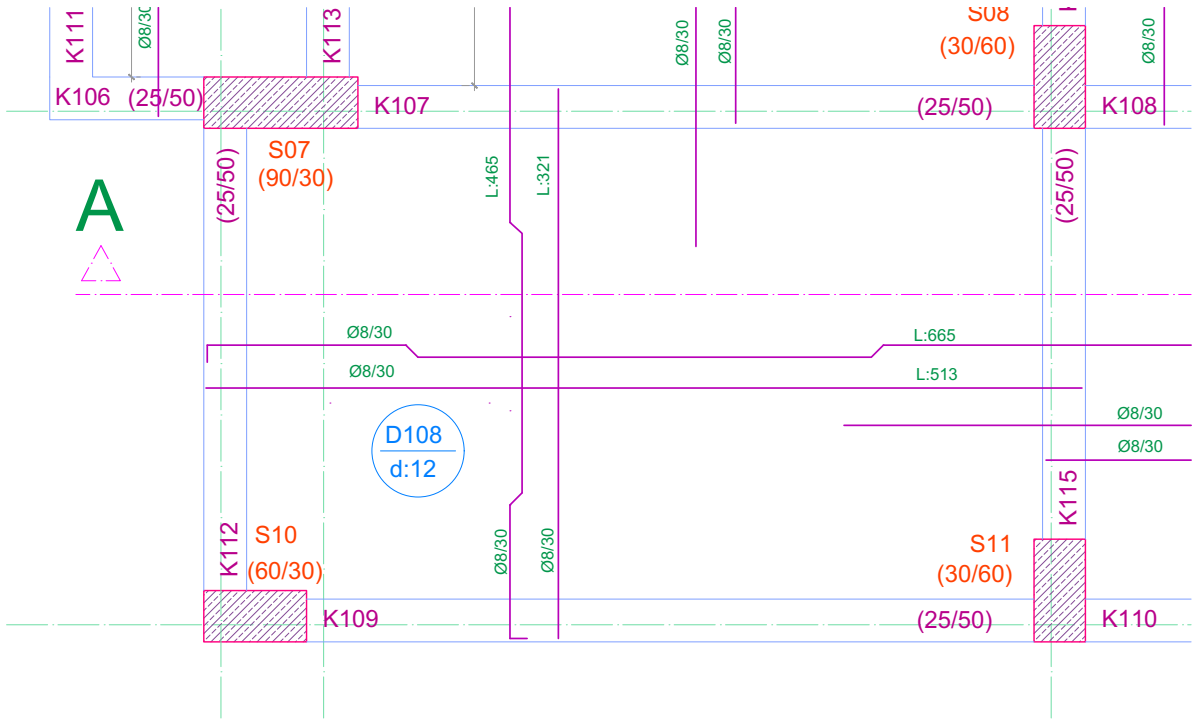 K111
Ø8/30
K113
Ø8/30
Ø8/30
S08
(30/60)
Ø8/30
K106
(25/50)
K107
(25/50)
K108
S07
(90/30)
(25/50)
L:465
L:321
(25/50)
A
Ø8/30
L:665
Ø8/30
L:513
Ø8/30
D108
d:12
Ø8/30
K115
K112
S10
(60/30)
Ø8/30
Ø8/30
S11
(30/60)
K109
(25/50)
K110